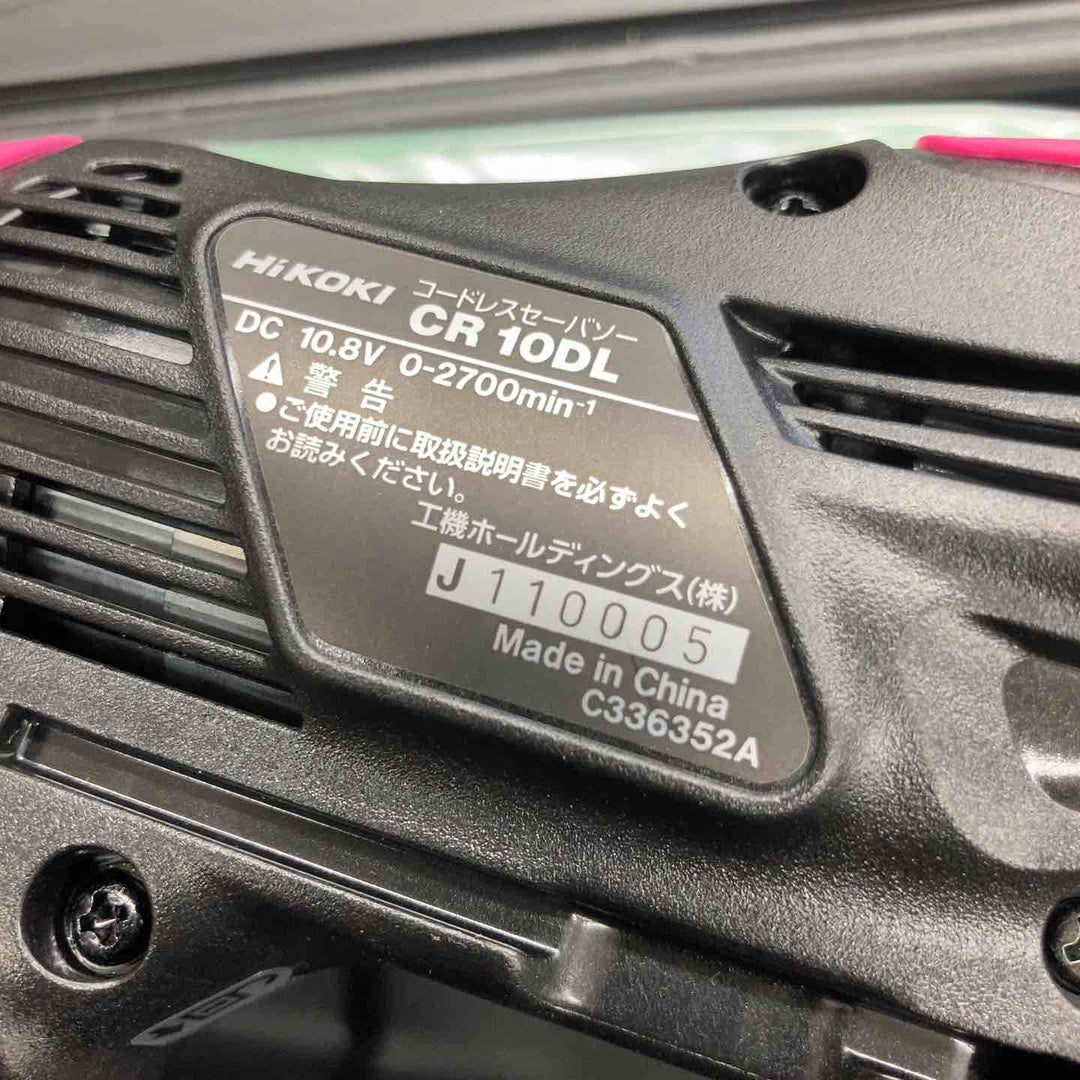 HiKOKI コードレスセーバソー
CR 10DL
DC 10.8V 0-2700min⁻¹
⚠ 警告
●ご使用前に取扱説明書を必ずよく
お読みください。
工機ホールディングス(株)
J110005
Made in China
C336352A